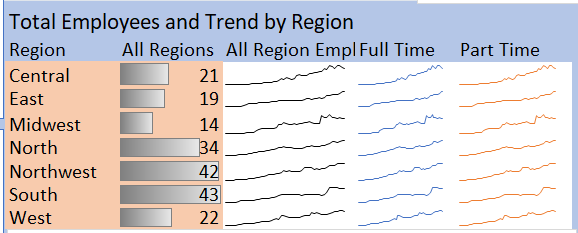 Total Employees and Trend by Region
Region All Regions All Region Empl Full Time Part Time
Central 21
East 19
Midwest 14
North 34
Northwest 42
South 43
West 22